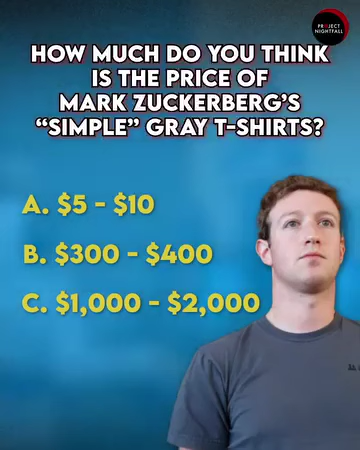 PROJECT
NIGHTFALL
HOW MUCH DO YOU THINK
IS THE PRICE OF
MARK ZUCKERBERG’S
“SIMPLE” GRAY T-SHIRTS?
A. $5 - $10
B. $300 - $400
C. $1,000 - $2,000